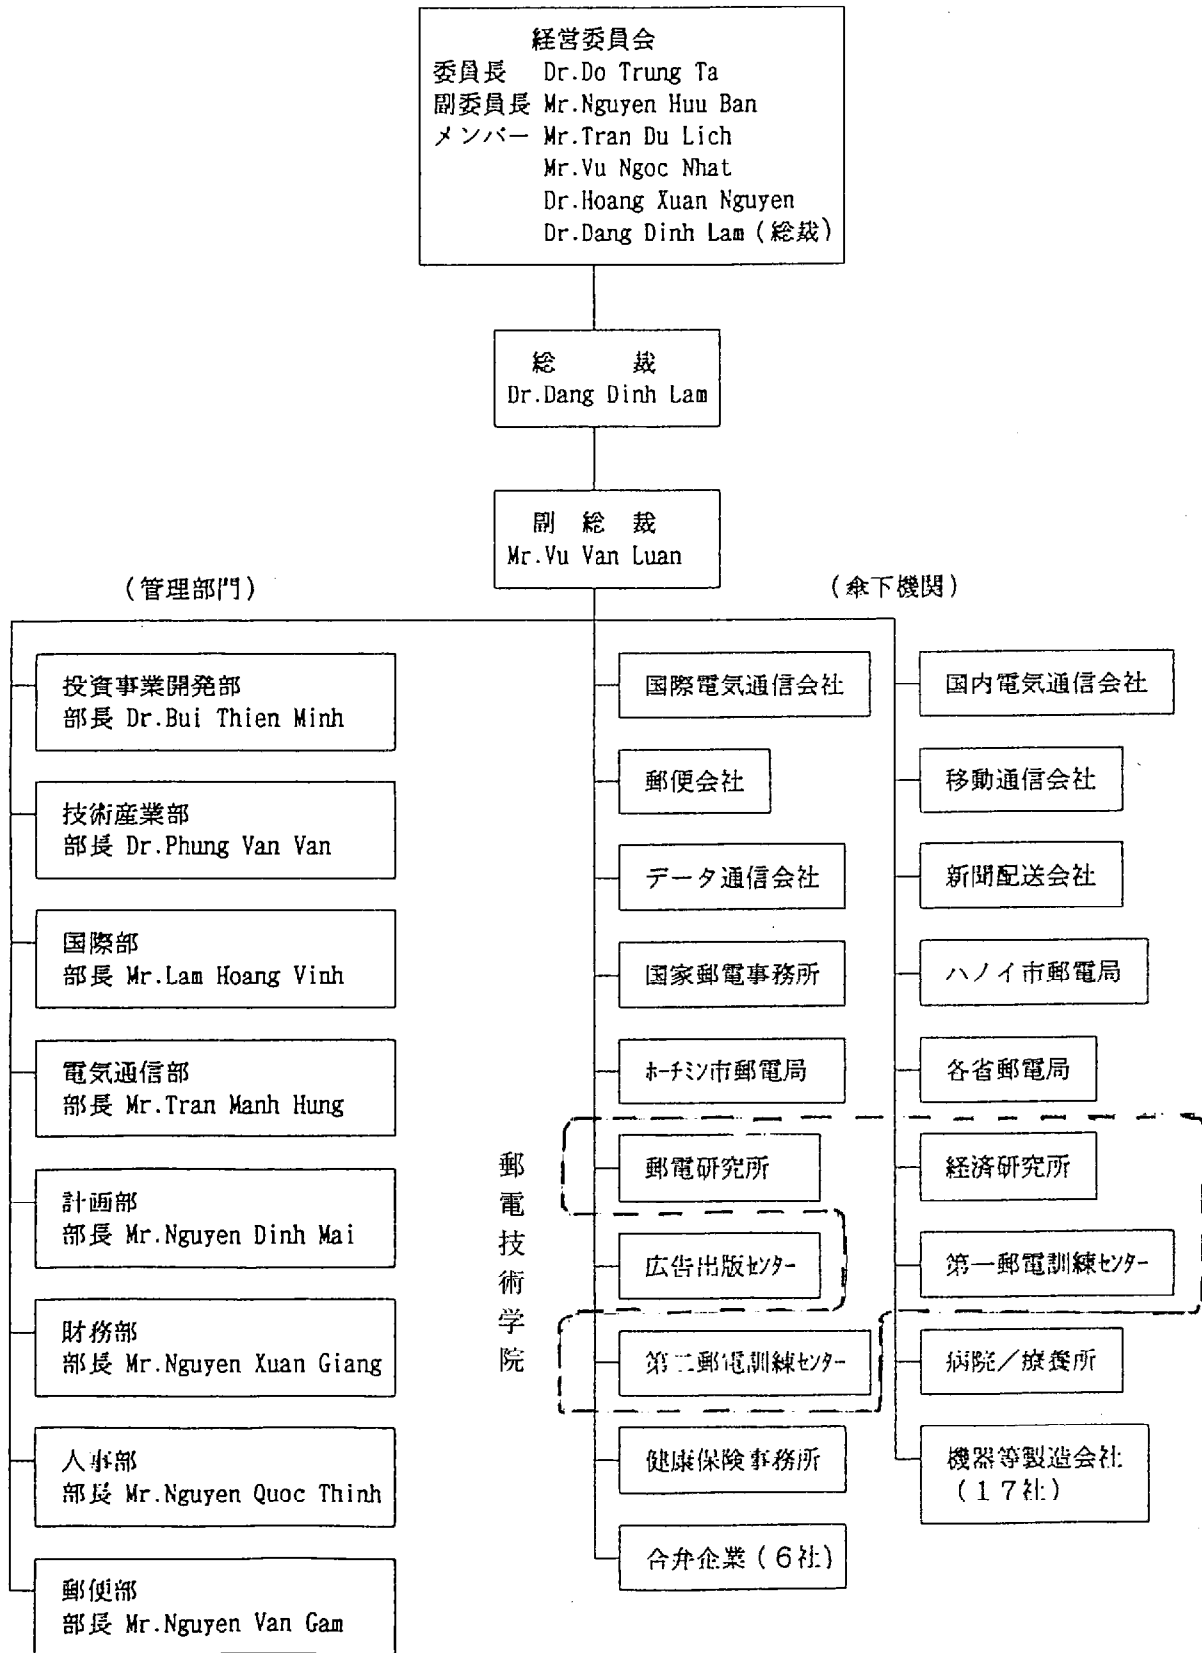 経営委員会
委員長 Dr.Do Trung Ta
副委員長 Mr.Nguyen Huu Ban
メンバー Mr.Tran Du Lich
Mr.Vu Ngoc Nhat
Dr.Hoang Xuan Nguyen
Dr.Dang Dinh Lam（総裁）
総 裁
Dr.Dang Dinh Lam
副 総 裁
Mr.Vu Van Luan
（管理部門）
投資事業開発部
部長 Dr.Bui Thien Minh
技術産業部
部長 Dr.Phung Van Van
国際部
部長 Mr.Lam Hoang Vinh
電気通信部
部長 Mr.Tran Manh Hung
計画部
部長 Mr.Nguyen Dinh Mai
財務部
部長 Mr.Nguyen Xuan Giang
人事部
部長 Mr.Nguyen Quoc Thinh
郵便部
部長 Mr.Nguyen Van Gam
（傘下機関）
国際電気通信会社
郵便会社
データ通信会社
国家郵電事務所
ホーチミン市郵電局
郵電技術学院
郵電研究所
広告出版センター
第二郵電訓練センター
健康保険事務所
合弁企業（６社）
国内電気通信会社
移動通信会社
新聞配送会社
ハノイ市郵電局
各省郵電局
経済研究所
第一郵電訓練センター
病院／療養所
機器等製造会社
（１７社）